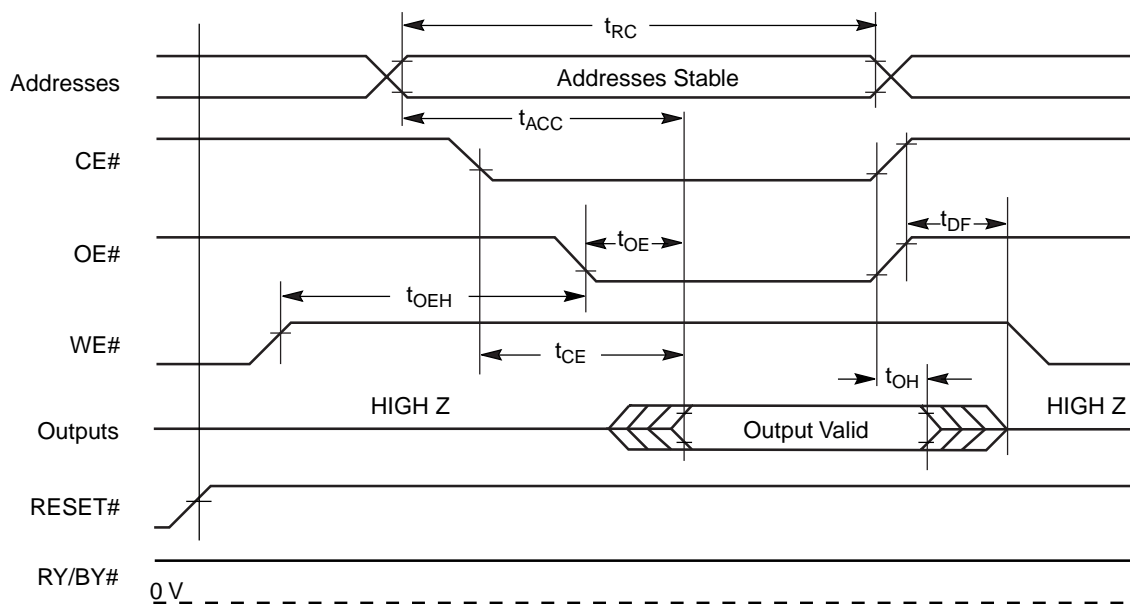 tRC
Addresses
Addresses Stable
tACC
CE#
tDF
OE#
tOE
tOEH
WE#
tCE
tOH
HIGH Z
HIGH Z
Outputs
Output Valid
RESET#
RY/BY#
0 V